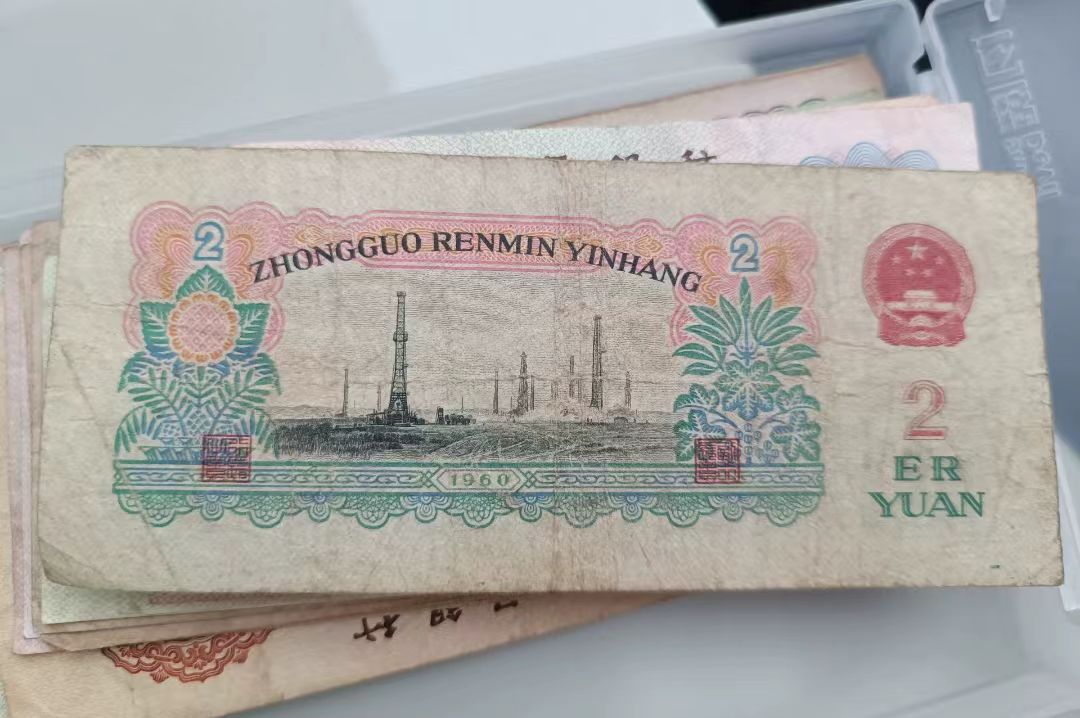 2
2
ZHONGGUO RENMIN YINHANG
1960
2
ER
YUAN